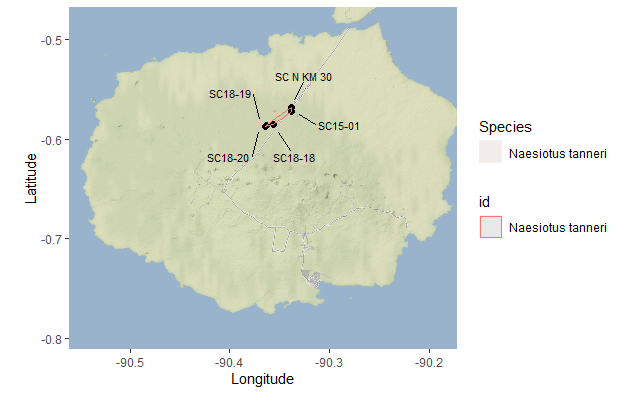 -0.5
-0.6
-0.7
-0.8
Latitude
SC N KM 30
SC18-19
SC15-01
SC18-20
SC18-18
-90.5
-90.4
-90.3
-90.2
Longitude
Species
Naesiotus tanneri
id
Naesiotus tanneri